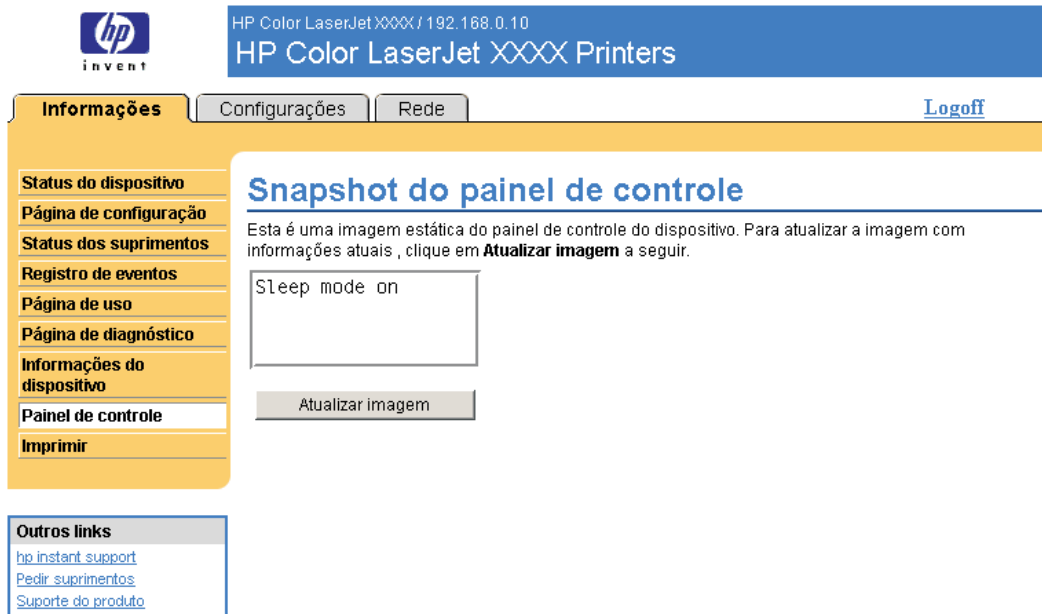 hp
invent
HP Color LaserJet XXXX / 192.168.0.10
HP Color LaserJet XXXX Printers
Informações
Configurações
Rede
Logoff
Status do dispositivo
Página de configuração
Status dos suprimentos
Registro de eventos
Página de uso
Página de diagnóstico
Informações do
dispositivo
Painel de controle
Imprimir
Snapshot do painel de controle
Esta é uma imagem estática do painel de controle do dispositivo. Para atualizar a imagem com
informações atuais , clique em Atualizar imagem a seguir.
Sleep mode on
Atualizar imagem
Outros links
hp instant support
Pedir suprimentos
Suporte do produto